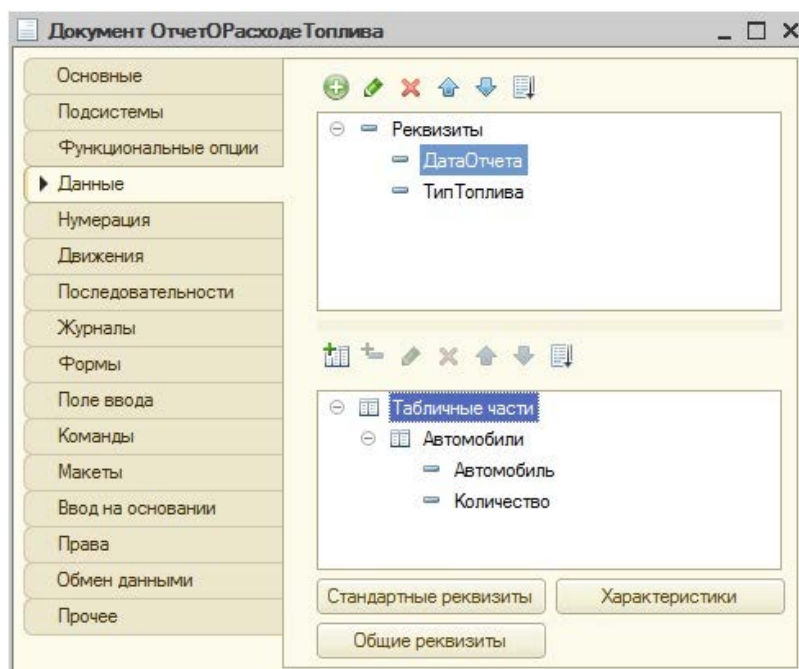 Документ ОтчетОРасходеТоплива
Основные
Подсистемы
Функциональные опции
Данные
Нумерация
Движения
Последовательности
Журналы
Формы
Поле ввода
Команды
Макеты
Ввод на основании
Права
Обмен данными
Прочее
Реквизиты
ДатаОтчета
ТипТоплива
Табличные части
Автомобили
Автомобиль
Количество
Стандартные реквизиты
Характеристики
Общие реквизиты